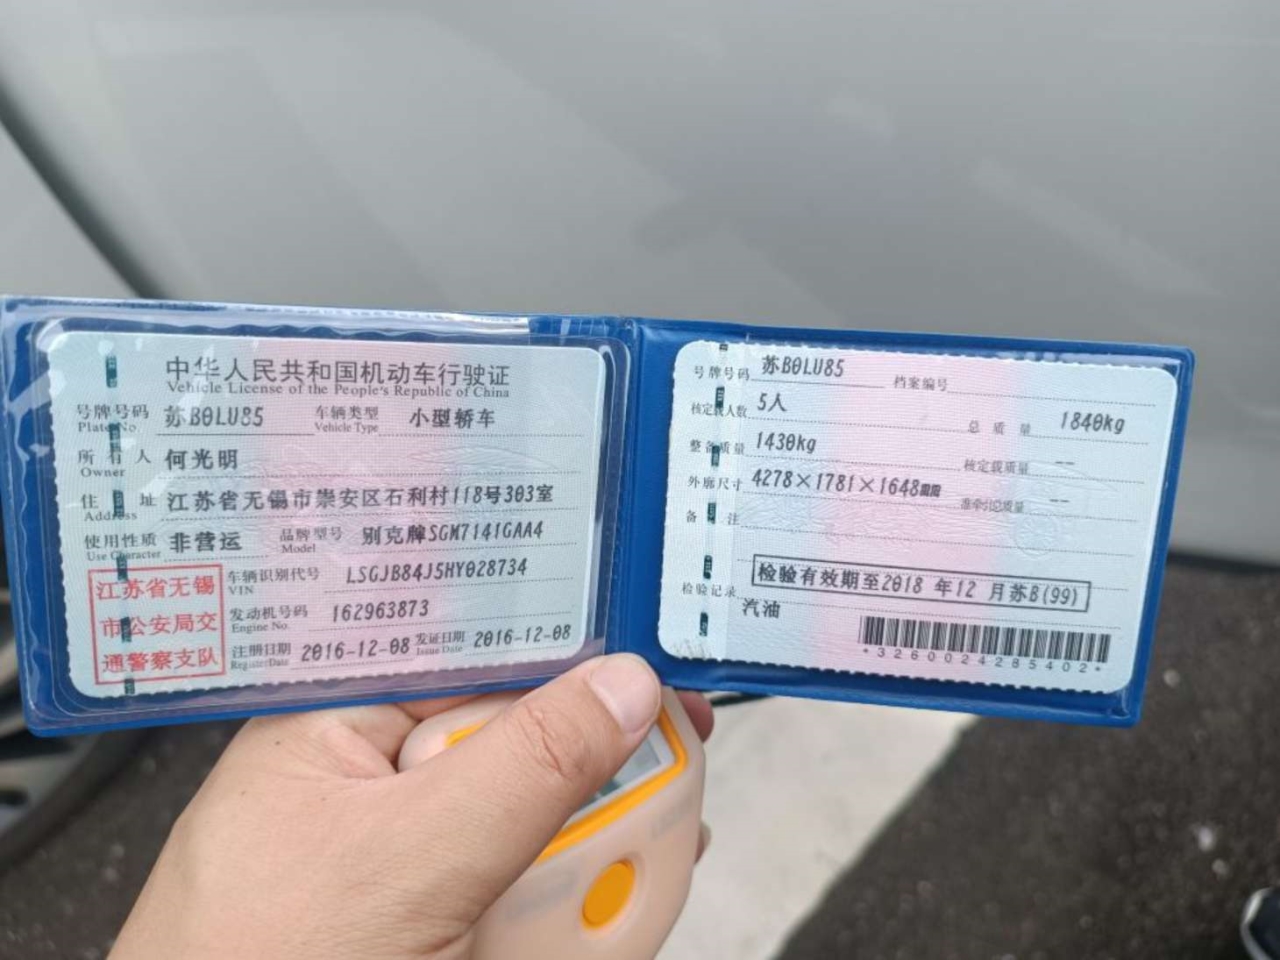 中华人民共和国机动车行驶证
Vehicle License of the People's Republic of China
号牌号码 苏B0LU85 车辆类型 小型轿车
Plate No. Vehicle Type
所有人 何光明
Owner
住址 江苏省无锡市崇安区石利村118号303室
Address
使用性质 非营运 品牌型号 别克牌SGM7141GAA4
Use Character Model
江苏省无锡
市公安局交
通警察支队
车辆识别代号 LSGJB84J5HY028734
VIN
发动机号码 162963873
Engine No.
注册日期 2016-12-08 发证日期 2016-12-08
Register Date Issue Date
号牌号码 苏B0LU85 档案编号
核定载人数 5人 总质量 1840kg
整备质量 1430kg 核定载质量 --
外廓尺寸 4278×1781×1648mm 准牵引总质量 --
备注
检验记录 检验有效期至2018 年12 月苏B(99)
汽油
*3260024285402*